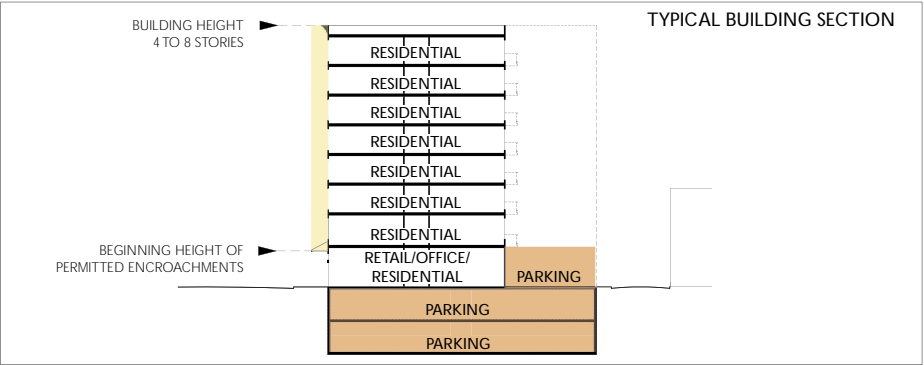 TYPICAL BUILDING SECTION
BUILDING HEIGHT
4 TO 8 STORIES
RESIDENTIAL
RESIDENTIAL
RESIDENTIAL
RESIDENTIAL
RESIDENTIAL
RESIDENTIAL
RESIDENTIAL
BEGINNING HEIGHT OF
PERMITTED ENCROACHMENTS
RETAIL/OFFICE/
RESIDENTIAL
PARKING
PARKING
PARKING